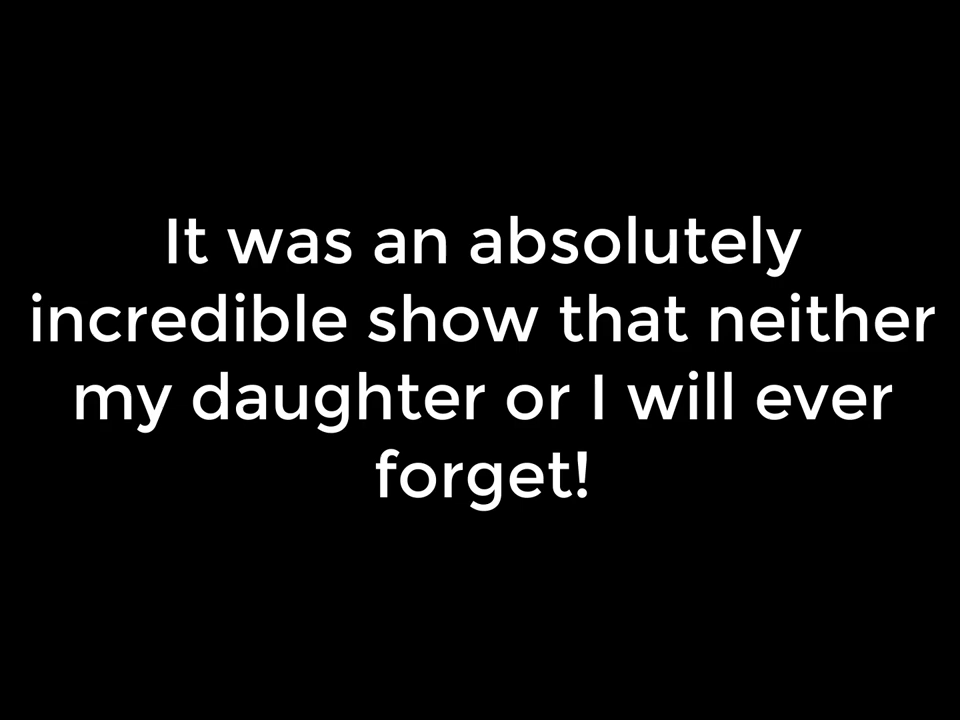 It was an absolutely
incredible show that neither
my daughter or I will ever
forget!